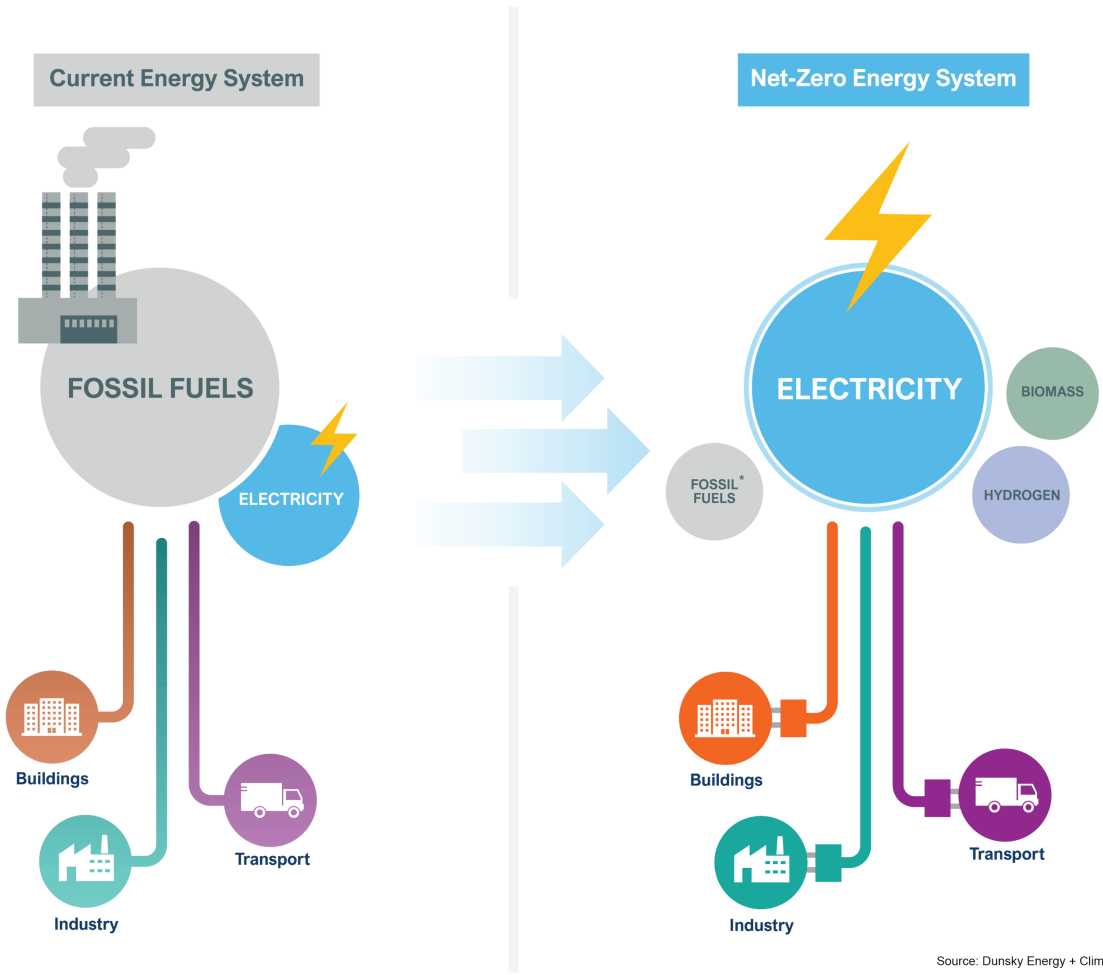 Current Energy System
FOSSIL FUELS
ELECTRICITY
Buildings
Transport
Industry
Net-Zero Energy System
ELECTRICITY
BIOMASS
FOSSIL*
FUELS
HYDROGEN
Buildings
Transport
Industry
Source: Dunsky Energy + Clim